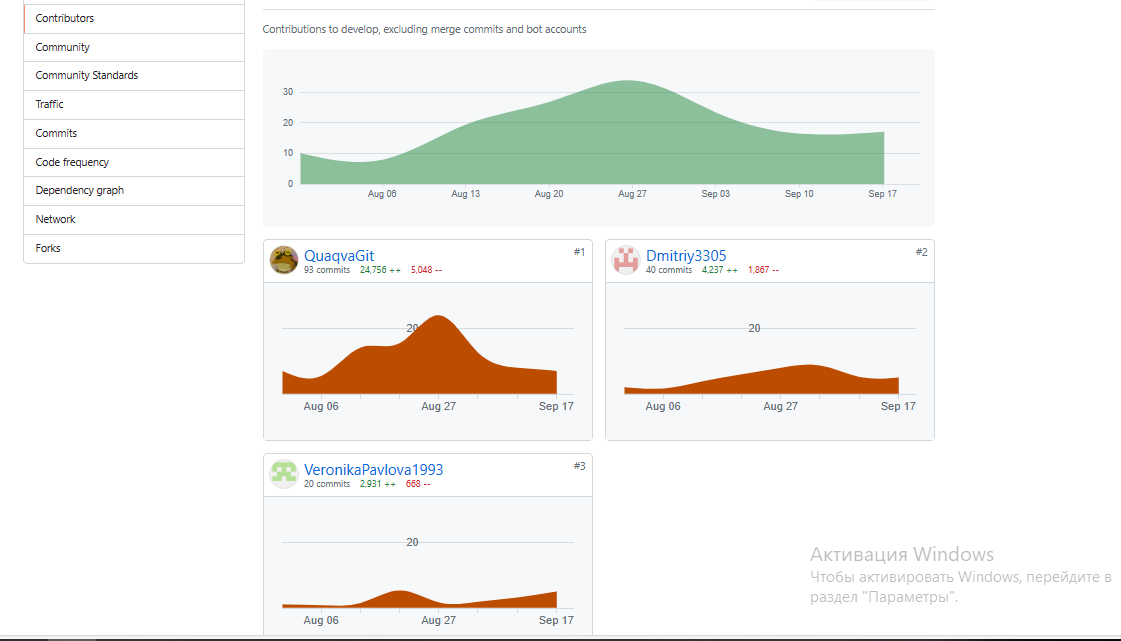 Contributors
Community
Community Standards
Traffic
Commits
Code frequency
Dependency graph
Network
Forks
Contributions to develop, excluding merge commits and bot accounts
30
20
10
0
Aug 06 Aug 13 Aug 20 Aug 27 Sep 03 Sep 10 Sep 17
QuaqvaGit #1
93 commits 24,756 ++ 5,048 --
20
Aug 06 Aug 27 Sep 17
Dmitriy3305 #2
40 commits 4,237 ++ 1,867 --
20
Aug 06 Aug 27 Sep 17
VeronikaPavlova1993 #3
20 commits 2,931 ++ 668 --
20
Aug 06 Aug 27 Sep 17
Активация Windows
Чтобы активировать Windows, перейдите в
раздел "Параметры".